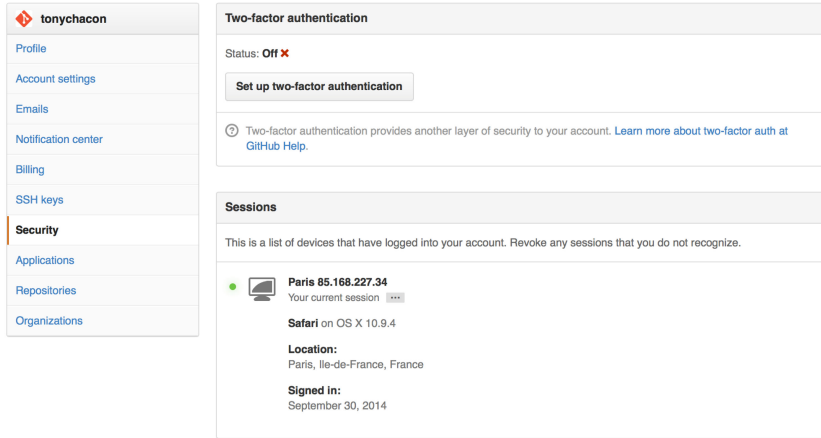 tonychacon
Profile
Account settings
Emails
Notification center
Billing
SSH keys
Security
Applications
Repositories
Organizations
Two-factor authentication
Status: Off ✖
Set up two-factor authentication
Two-factor authentication provides another layer of security to your account. Learn more about two-factor auth at
GitHub Help.
Sessions
This is a list of devices that have logged into your account. Revoke any sessions that you do not recognize.
Paris 85.168.227.34
Your current session ···
Safari on OS X 10.9.4
Location:
Paris, Ile-de-France, France
Signed in:
September 30, 2014